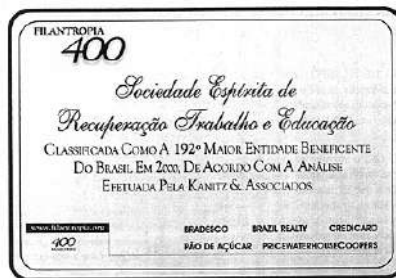 FILANTROPIA
400
Sociedade Espírita de
Recuperação Trabalho e Educação
CLASSIFICADA COMO A 192º MAIOR ENTIDADE BENEFICENTE
DO BRASIL EM 2000, DE ACORDO COM A ANÁLISE
EFETUADA PELA KANITZ & ASSOCIADOS
www.filantropia.org
BRADESCO BRAZIL REALTY CREDICARD
400
PÃO DE AÇÚCAR PRICEWATERHOUSECOOPERS